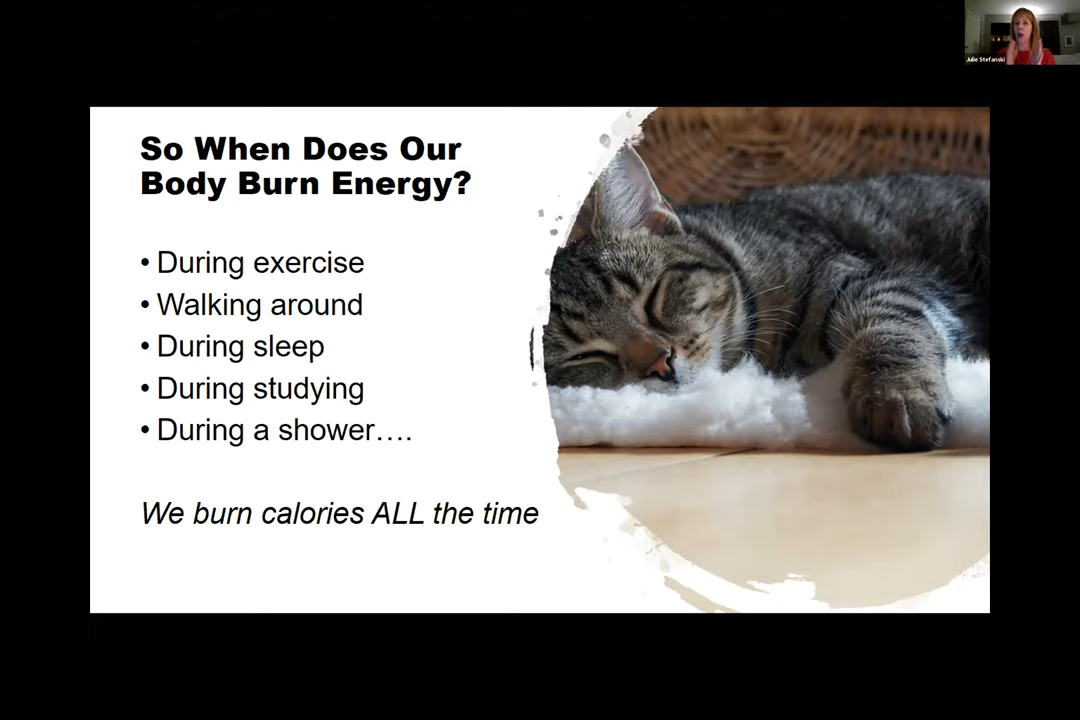 Julie Stefanski
So When Does Our
Body Burn Energy?
• During exercise
• Walking around
• During sleep
• During studying
• During a shower….
We burn calories ALL the time